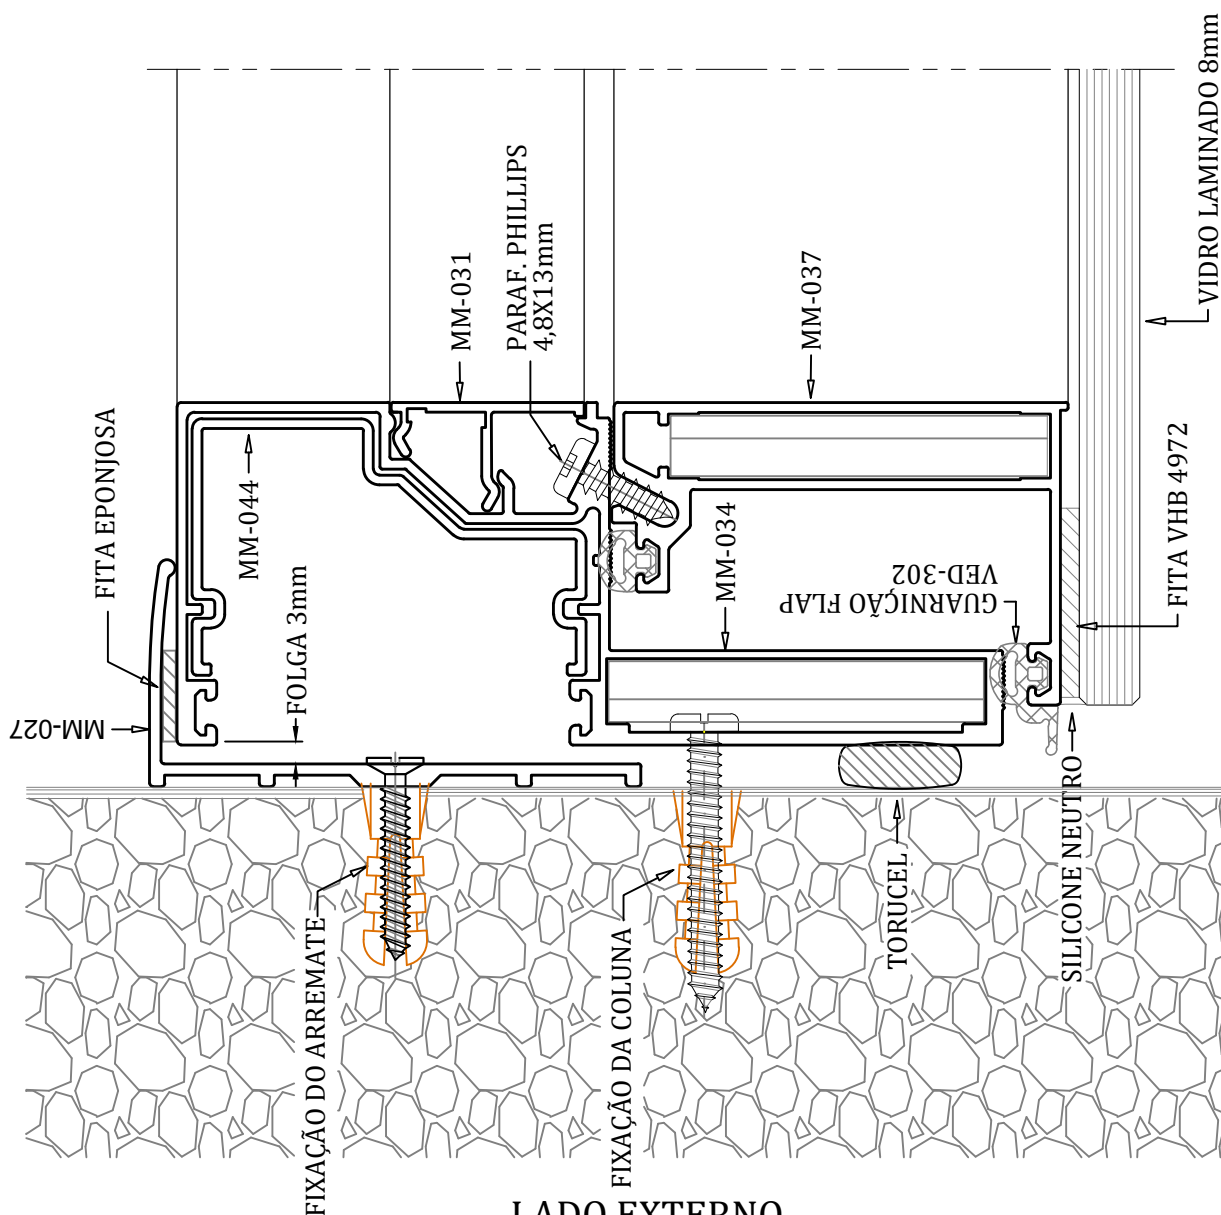 VIDRO LAMINADO 8mm
PARAF. PHILLIPS
4,8X13mm
MM-031
MM-037
FITA EPONJOSA
MM-044
FITA VHB 4972
MM-034
GUARNIÇÃO FLAP
VED-302
FOLGA 3mm
MM-027
SILICONE NEUTRO
TORUCEL
FIXAÇÃO DO ARREMATE
FIXAÇÃO DA COLUNA
LADO EXTERNO